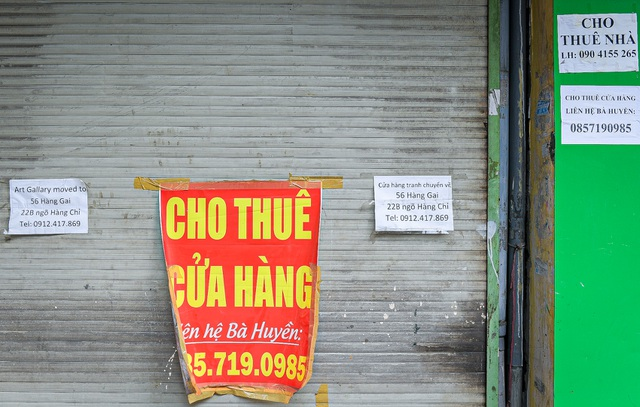 Art Gallary moved to
56 Hàng Gai
22B ngõ Hàng Chỉ
Tel: 0912.417.869
CHO THUÊ
CỬA HÀNG
iên hệ Bà Huyền:
85.719.0985
Cửa hàng tranh chuyển về
56 Hàng Gai
22B ngõ Hàng Chỉ
Tel: 0912.417.869
CHO
THUÊ NHÀ
LH: 090 4155 265
CHO THUÊ CỬA HÀNG
LIÊN HỆ BÀ HUYỀN:
0857190985